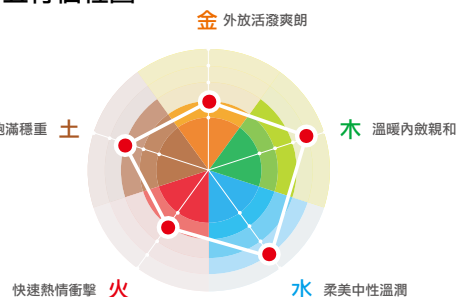 金 外放活潑爽朗
滿穩重 土
木 溫暖內斂親和
快速熱情衝擊 火
水 柔美中性溫潤